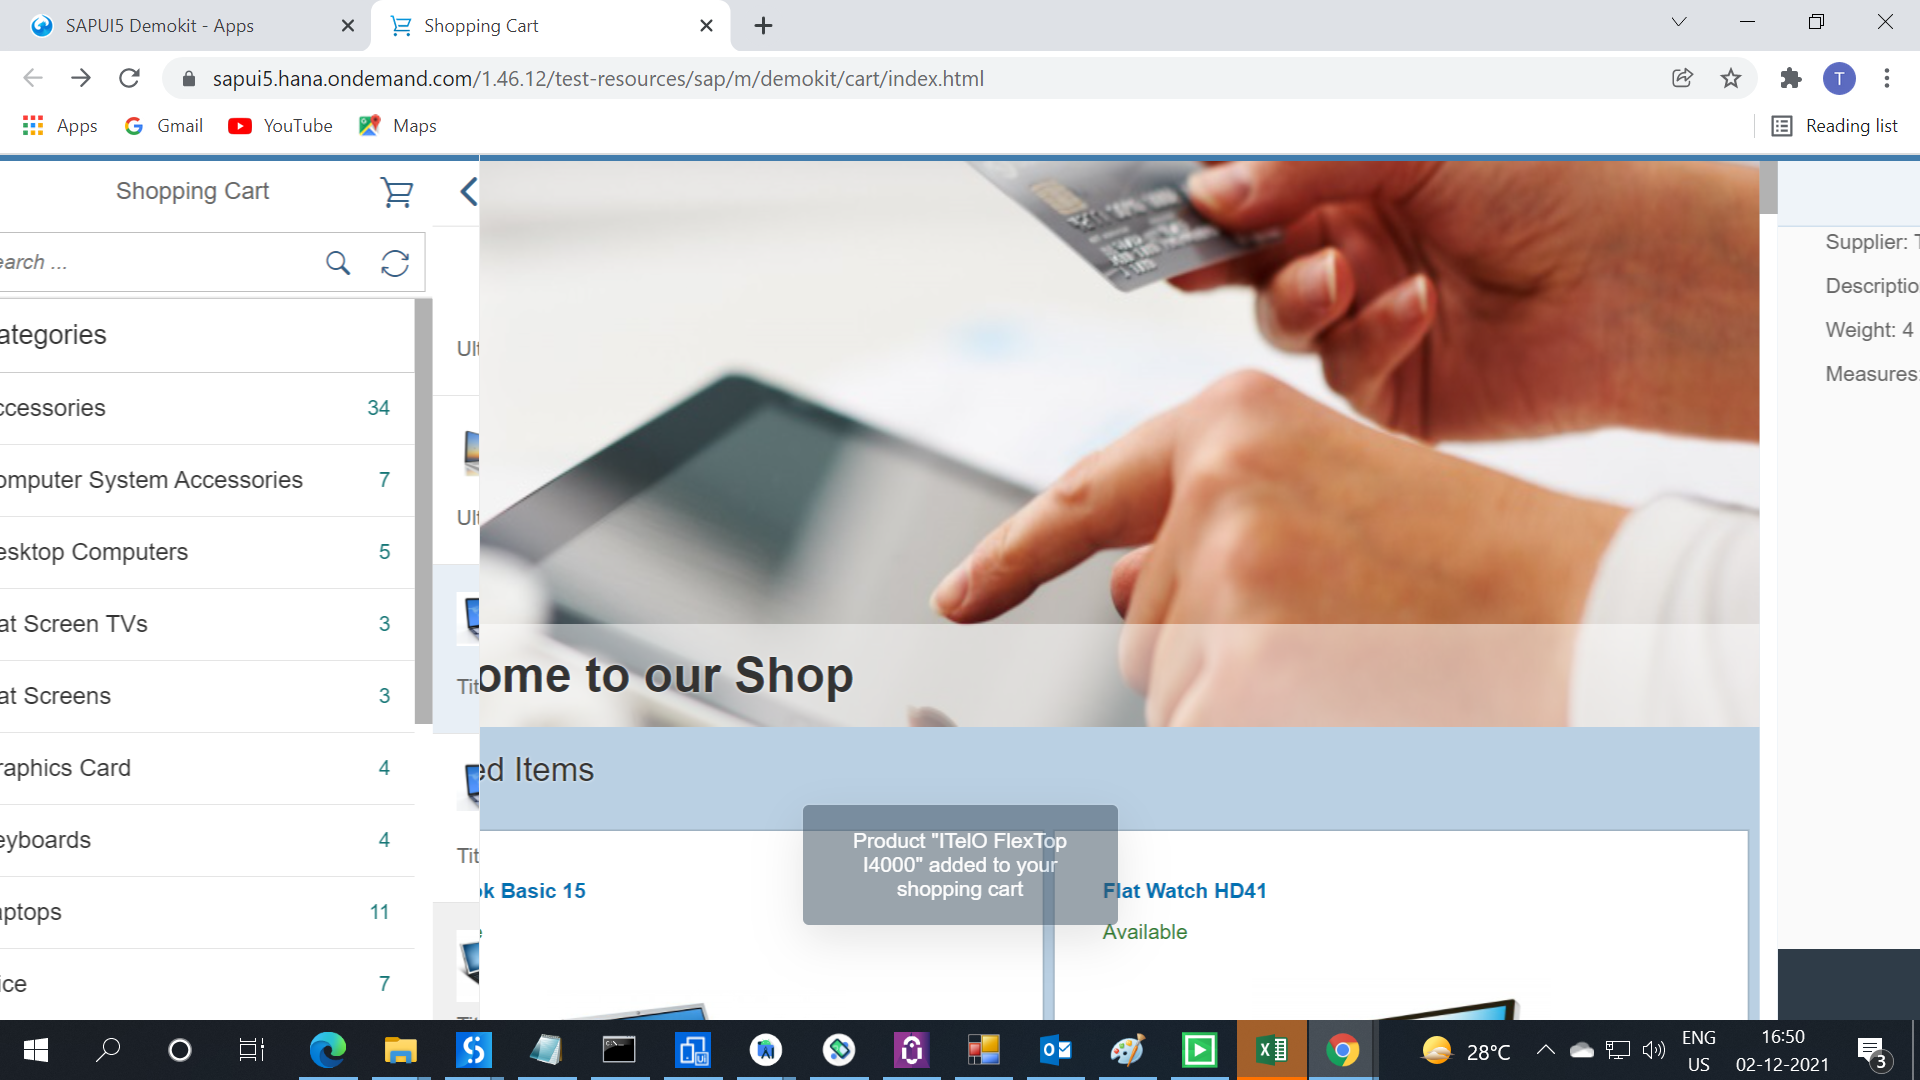 SAPUI5 Demokit - Apps
Shopping Cart
sapui5.hana.ondemand.com/1.46.12/test-resources/sap/m/demokit/cart/index.html
T
Apps
Gmail
YouTube
Maps
Reading list
Shopping Cart
earch ...
ategories
ccessories 34
omputer System Accessories 7
esktop Computers 5
at Screen TVs 3
at Screens 3
raphics Card 4
eyboards 4
aptops 11
ice 7
Ult
Ult
Tit
Tit
ome to our Shop
ed Items
k Basic 15
Flat Watch HD41
Available
Product "ITelO FlexTop
I4000" added to your
shopping cart
Supplier: T
Descriptio
Weight: 4
Measures:
28°C
ENG
US
16:50
02-12-2021
3